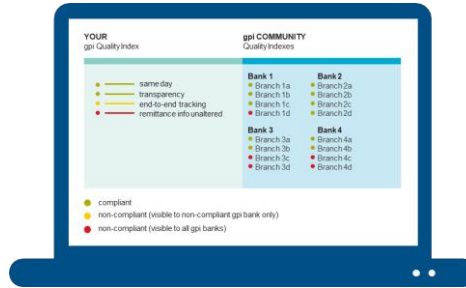 YOUR
gpi Quality Index
same day
transparency
end-to-end tracking
remittance info unaltered
gpi COMMUNITY
Quality Indexes
Bank 1
Branch 1a
Branch 1b
Branch 1c
Branch 1d
Bank 2
Branch 2a
Branch 2b
Branch 2c
Branch 2d
Bank 3
Branch 3a
Branch 3b
Branch 3c
Branch 3d
Bank 4
Branch 4a
Branch 4b
Branch 4c
Branch 4d
compliant
non-compliant (visible to non-compliant gpi bank only)
non-compliant (visible to all gpi banks)